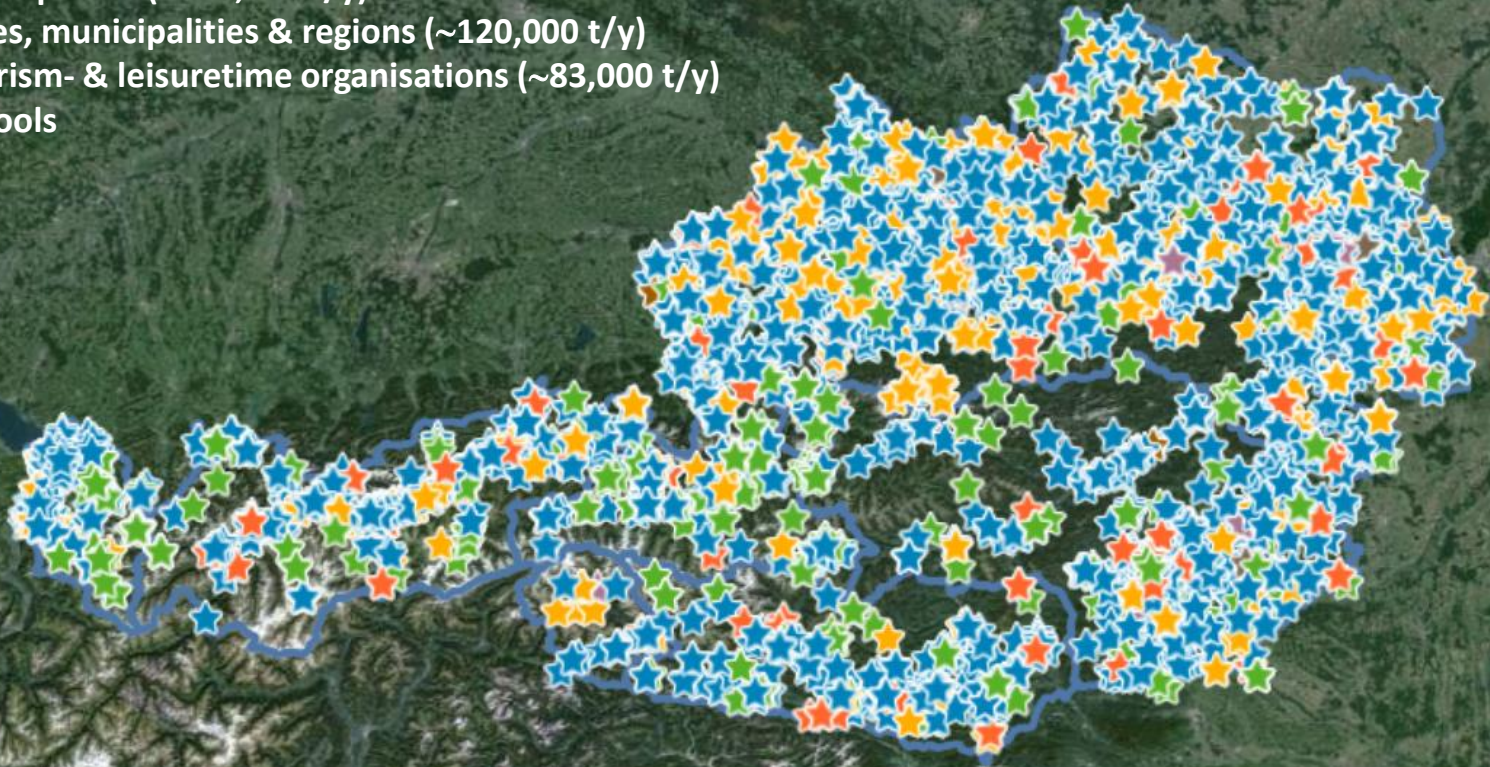 es, municipalities & regions (~120,000 t/y)
rism- & leisuretime organisations (~83,000 t/y)
ools